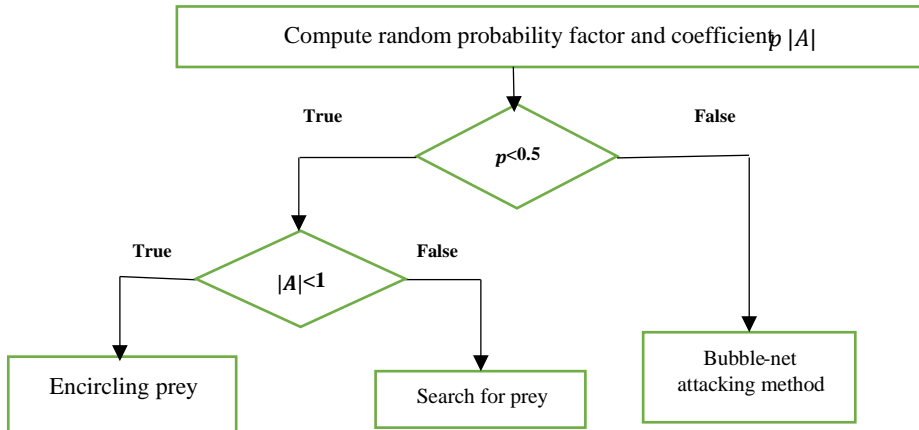 Compute random probability factor and coefficient p |A|
True
False
p<0.5
True
False
|A|<1
Encircling prey
Search for prey
Bubble-net
attacking method